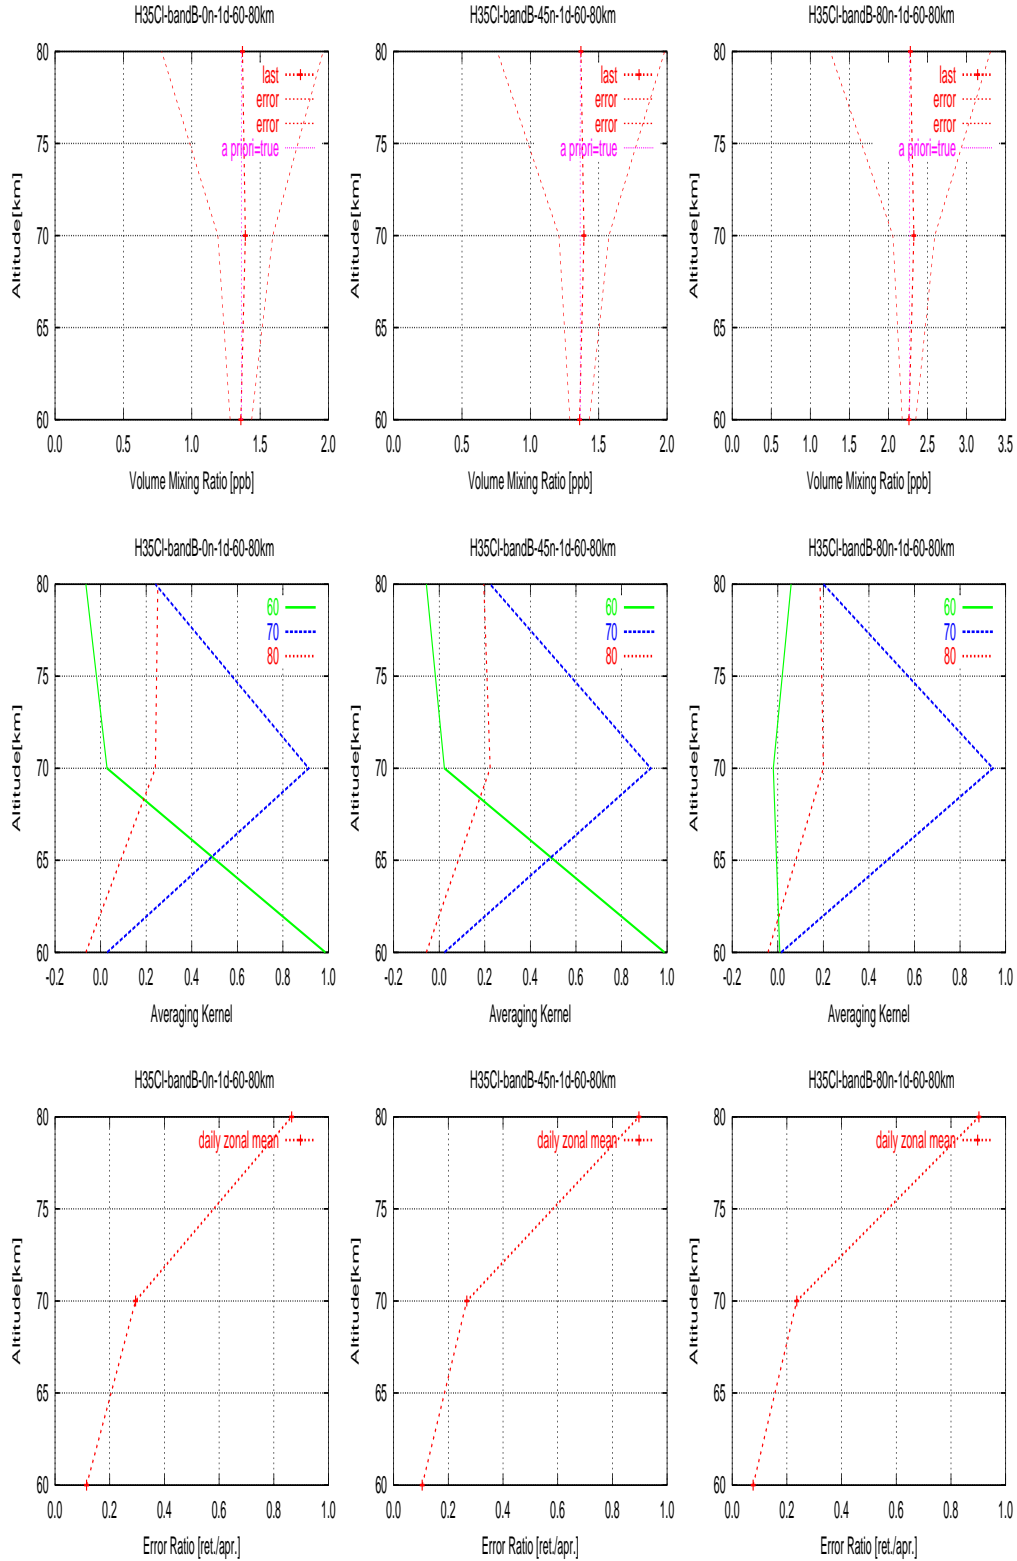 H35Cl-bandB-0n-1d-60-80km
H35Cl-bandB-45n-1d-60-80km
H35Cl-bandB-80n-1d-60-80km
80
75
70
65
60
Altitude[km]
last
error
error
a priori=true
0.0 0.5 1.0 1.5 2.0
Volume Mixing Ratio [ppb]
80
75
70
65
60
Altitude[km]
last
error
error
a priori=true
0.0 0.5 1.0 1.5 2.0
Volume Mixing Ratio [ppb]
80
75
70
65
60
Altitude[km]
last
error
error
a priori=true
0.0 0.5 1.0 1.5 2.0 2.5 3.0 3.5
Volume Mixing Ratio [ppb]
H35Cl-bandB-0n-1d-60-80km
H35Cl-bandB-45n-1d-60-80km
H35Cl-bandB-80n-1d-60-80km
80
75
70
65
60
Altitude[km]
60
70
80
-0.2 0.0 0.2 0.4 0.6 0.8 1.0
Averaging Kernel
80
75
70
65
60
Altitude[km]
60
70
80
-0.2 0.0 0.2 0.4 0.6 0.8 1.0
Averaging Kernel
80
75
70
65
60
Altitude[km]
60
70
80
-0.2 0.0 0.2 0.4 0.6 0.8 1.0
Averaging Kernel
H35Cl-bandB-0n-1d-60-80km
H35Cl-bandB-45n-1d-60-80km
H35Cl-bandB-80n-1d-60-80km
80
75
70
65
60
Altitude[km]
daily zonal mean
0.0 0.2 0.4 0.6 0.8 1.0
Error Ratio [ret./apr.]
80
75
70
65
60
Altitude[km]
daily zonal mean
0.0 0.2 0.4 0.6 0.8 1.0
Error Ratio [ret./apr.]
80
75
70
65
60
Altitude[km]
daily zonal mean
0.0 0.2 0.4 0.6 0.8 1.0
Error Ratio [ret./apr.]